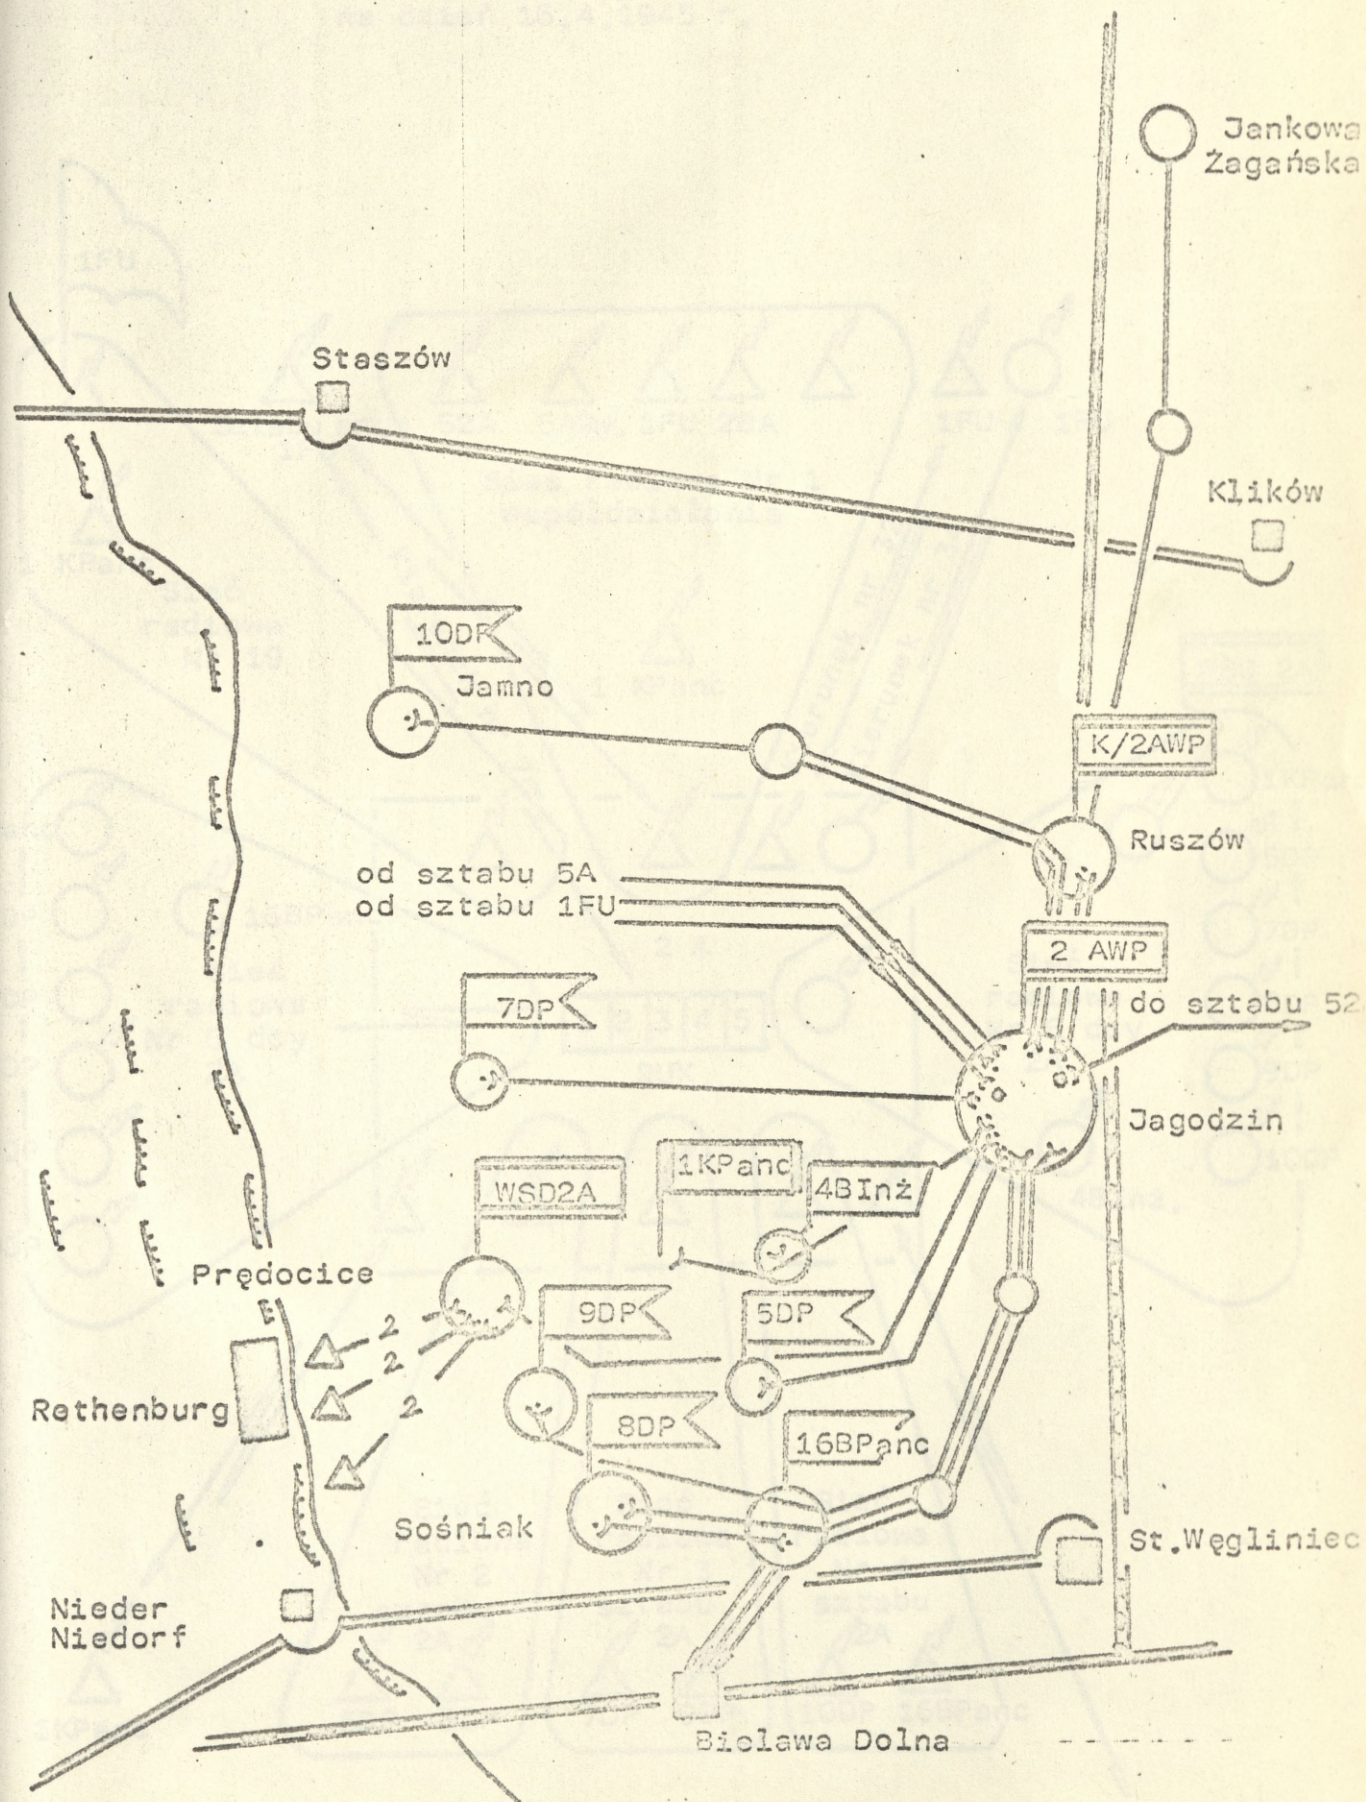 Jankowa
Żagańska
Staszów
Klików
10DP
Jamno
K/2AWP
Ruszów
od sztabu 5A
od sztabu 1FU
2 AWP
7DP
do sztabu 52
Jagodzin
1KPanc
4BInż
WSD2A
Prędocice
9DP
5DP
2
2
2
Rethenburg
8DP
16BPanc
Sośniak
St.Węgliniec
Nieder
Niedorf
Bielawa Dolna